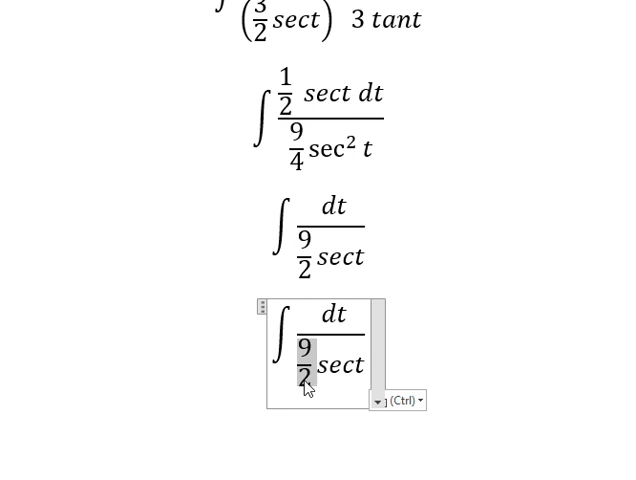 ∫ (3/2 sect) 3 tant
∫ 1/2 sect dt / 9/4 sec² t
∫ dt / 9/2 sect
∫ dt / 9/2 sect
(Ctrl)